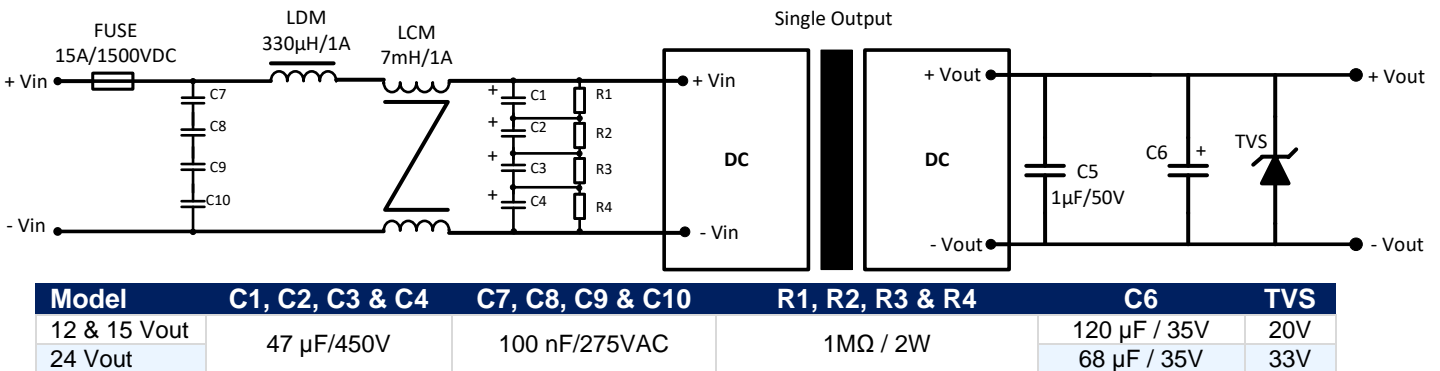 Single Output
FUSE
15A/1500VDC
LDM
330µH/1A
LCM
7mH/1A
+ Vin
C7
C8
C9
C10
- Vin
+ C1
+ C2
+ C3
+ C4
R1
R2
R3
R4
+ Vin
DC
- Vin
+ Vout
DC
- Vout
C5
1µF/50V
C6 +
TVS
+ Vout
- Vout
Model C1, C2, C3 & C4 C7, C8, C9 & C10 R1, R2, R3 & R4 C6 TVS
12 & 15 Vout 47 µF/450V 100 nF/275VAC 1MΩ / 2W 120 µF / 35V 20V
24 Vout 68 µF / 35V 33V